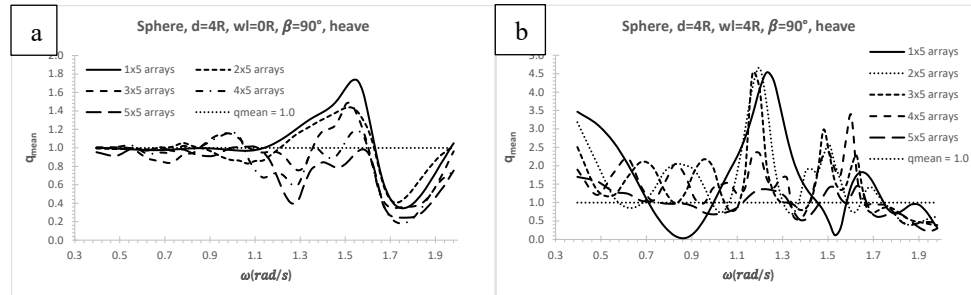 a
Sphere, d=4R, wl=0R, β=90°, heave
2.0
1.8
1.6
1.4
1.2
1.0
0.8
0.6
0.4
0.2
0.0
q mean
1x5 arrays
2x5 arrays
3x5 arrays
4x5 arrays
5x5 arrays
qmean = 1.0
0.3 0.5 0.7 0.9 1.1 1.3 1.5 1.7 1.9
ω(rad/s)
b
Sphere, d=4R, wl=4R, β=90°, heave
5.0
4.5
4.0
3.5
3.0
2.5
2.0
1.5
1.0
0.5
0.0
q mean
1x5 arrays
2x5 arrays
3x5 arrays
4x5 arrays
5x5 arrays
qmean = 1.0
0.3 0.5 0.7 0.9 1.1 1.3 1.5 1.7 1.9
ω(rad/s)